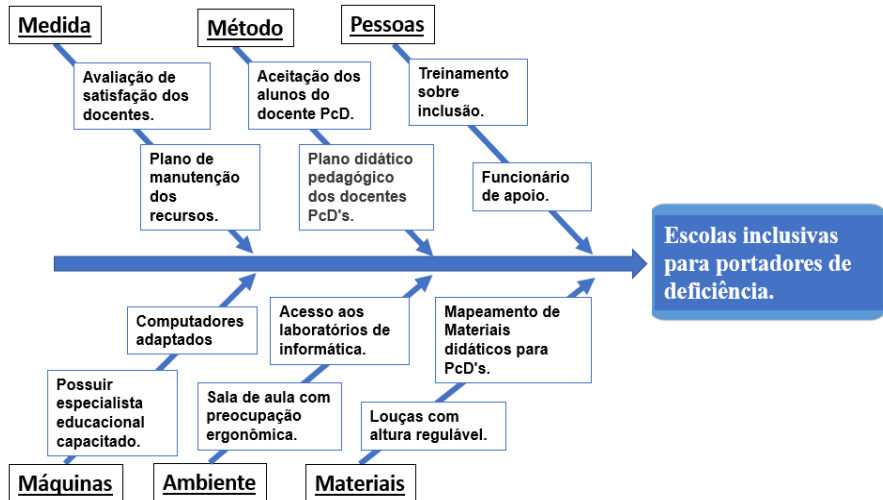 Medida
Método
Pessoas
Avaliação de
satisfação dos
docentes.
Aceitação dos
alunos do
docente PcD.
Treinamento
sobre
inclusão.
Plano de
manutenção
dos
recursos.
Plano didático
pedagógico
dos docentes
PcD's.
Funcionário
de apoio.
Escolas inclusivas
para portadores de
deficiência.
Computadores
adaptados
Acesso aos
laboratórios de
informática.
Mapeamento de
Materiais
didáticos para
PcD's.
Possuir
especialista
educacional
capacitado.
Sala de aula com
preocupação
ergonômica.
Louças com
altura regulável.
Máquinas
Ambiente
Materiais